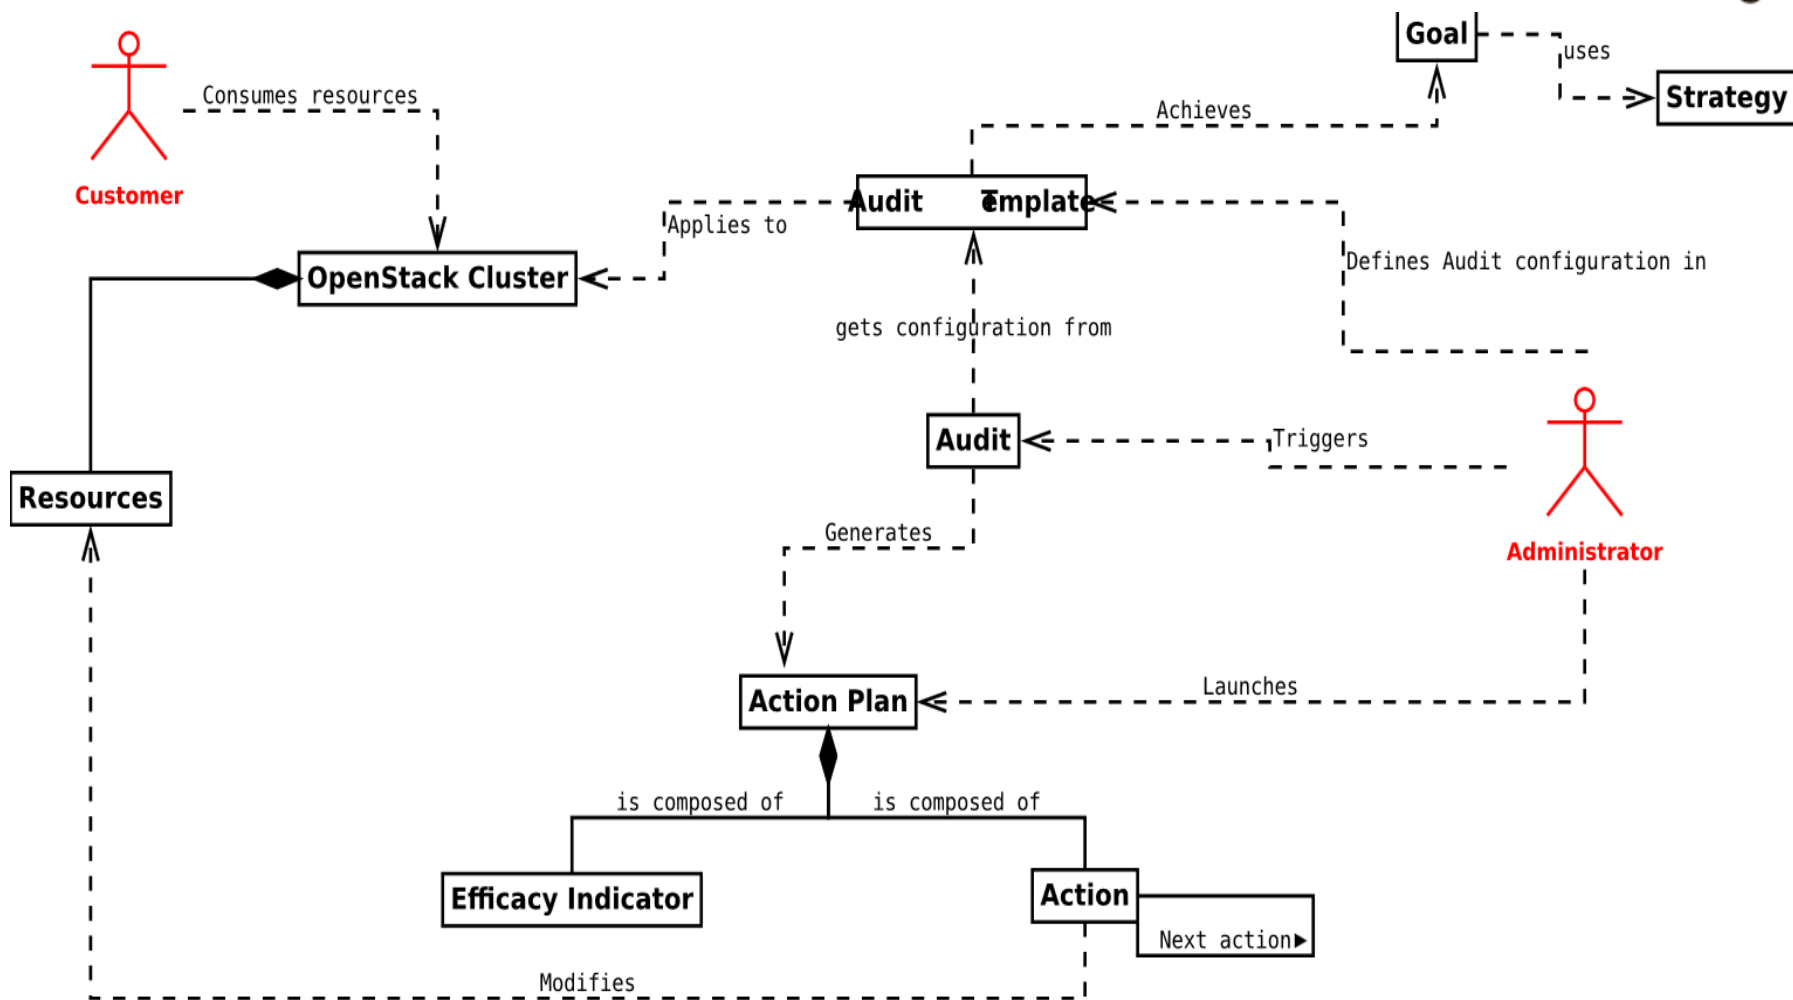 Goal
uses
Consumes resources
Strategy
Achieves
Customer
Audit Template
Applies to
Defines Audit configuration in
OpenStack Cluster
gets configuration from
Audit
Triggers
Resources
Generates
Administrator
Launches
Action Plan
is composed of
is composed of
Efficacy Indicator
Action
Next action
Modifies